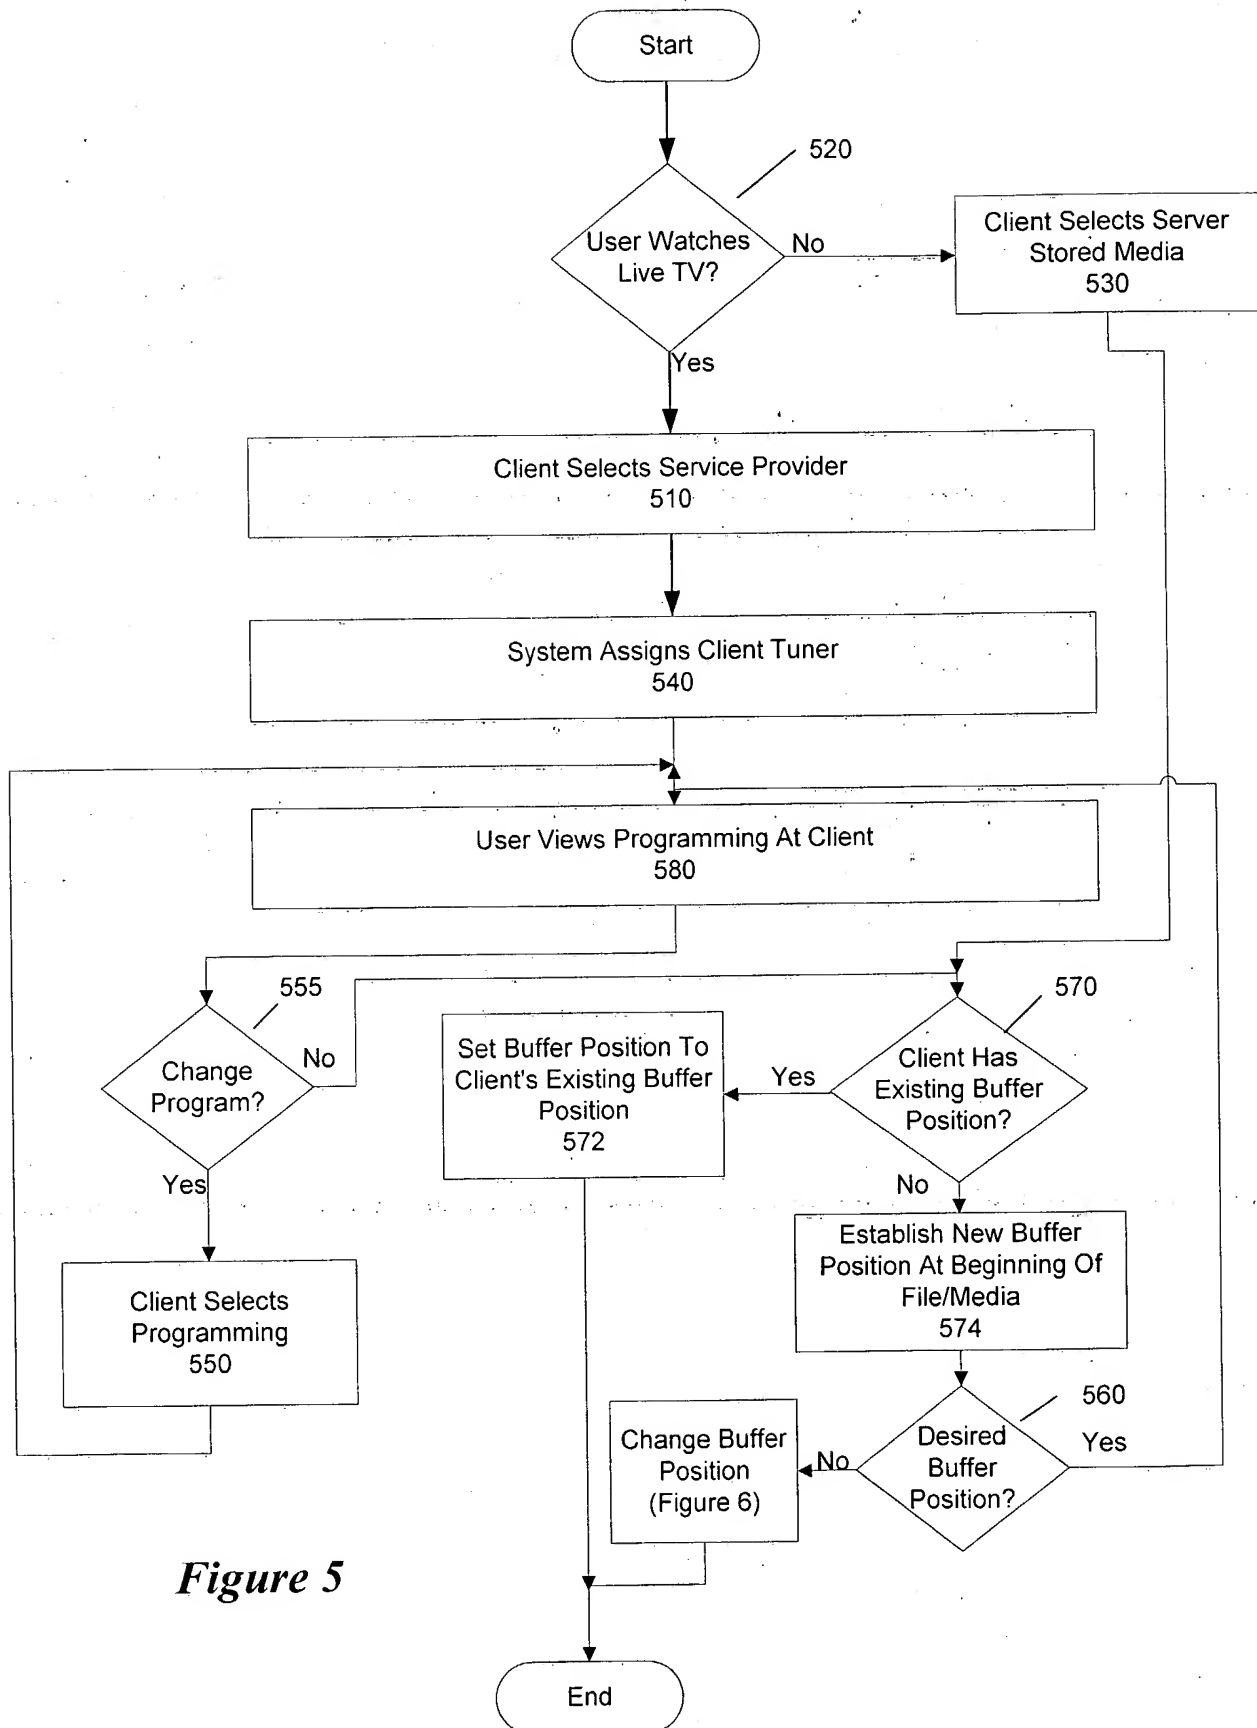 Start
520
User Watches
Live TV?
No
Client Selects Server
Stored Media
530
Yes
Client Selects Service Provider
510
System Assigns Client Tuner
540
User Views Programming At Client
580
555
Change
Program?
No
Yes
Set Buffer Position To
Client's Existing Buffer
Position
572
Yes
570
Client Has
Existing Buffer
Position?
No
Client Selects
Programming
550
Establish New Buffer
Position At Beginning Of
File/Media
574
Change Buffer
Position
(Figure 6)
No
560
Desired
Buffer
Position?
Yes
Figure 5
End